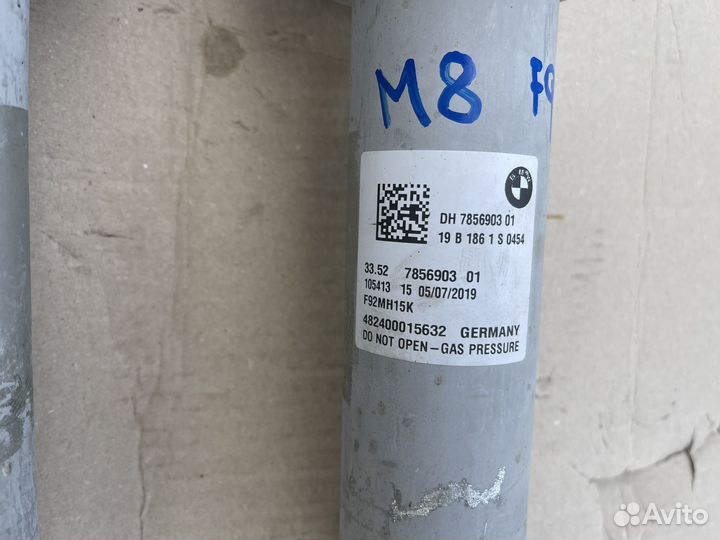 M8
DH 7856903 01
19 B 186 1 S 0454
33.52 7856903 01
105413 15 05/07/2019
F92MH15K
482400015632 GERMANY
DO NOT OPEN-GAS PRESSURE
Avito